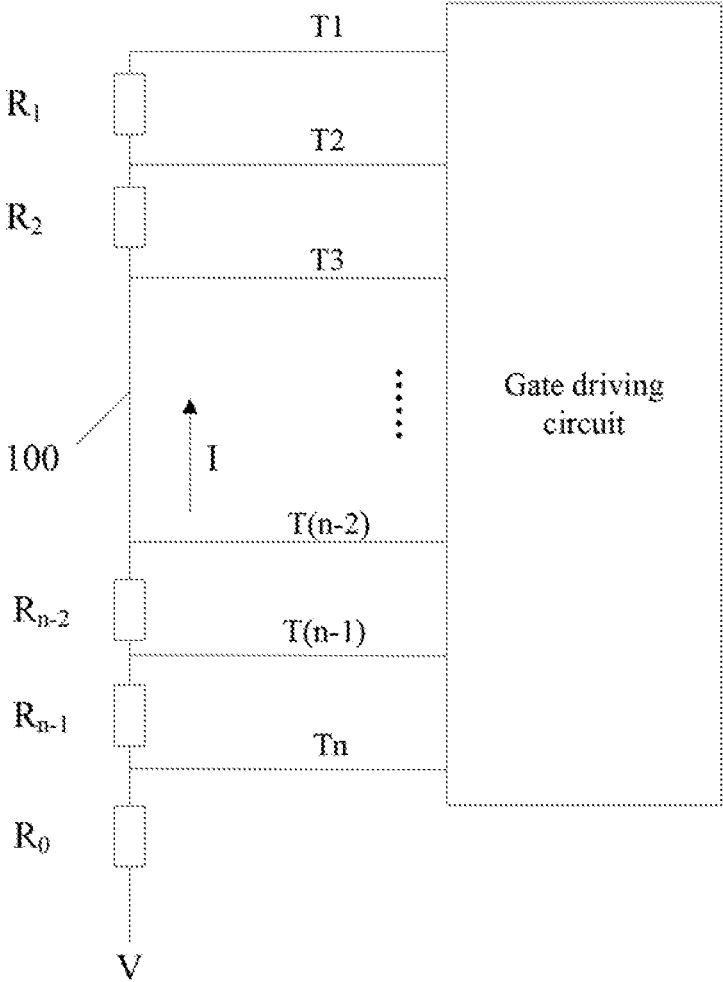 T1
R₁
T2
R₂
T3
Gate driving
circuit
100
I
T(n-2)
Rₙ₋₂
T(n-1)
Rₙ₋₁
Tn
R₀
V